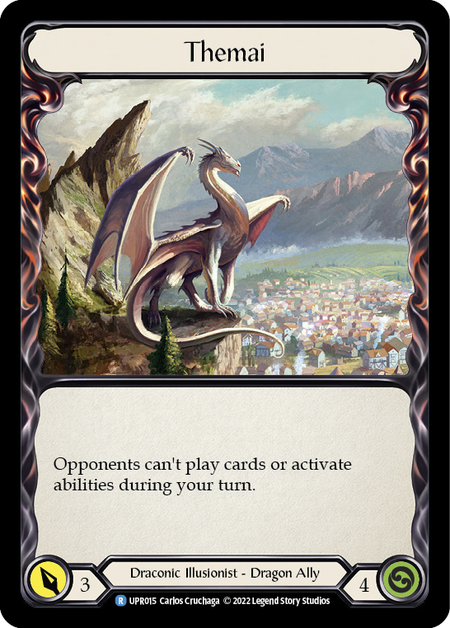 Themai
Opponents can't play cards or activate
abilities during your turn.
3
Draconic Illusionist - Dragon Ally
4
R UPR015 Carlos Cruchaga © 2022 Legend Story Studios